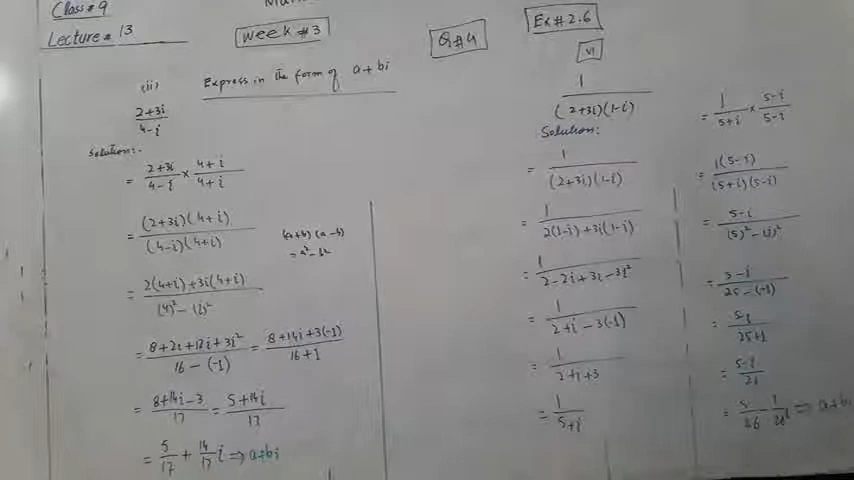 Class # 9
Lecture # 13
Week #3
Q#4
Ex # 2.6
(ii) Express in the form of a + bi
2+3i / 4-i
Solution:-
= 2+3i / 4-i × 4+i / 4+i
= (2+3i)(4+i) / (4-i)(4+i)
(a+b)(a-b)
= a²-b²
= 2(4+i)+3i(4+i) / (4)² - (i)²
= 8+2i+12i+3i² / 16-(-1) = 8+14i+3(-1) / 16+1
= 8+14i-3 / 17 = 5+14i / 17
= 5/17 + 14/17 i ⇒ a+bi
vi
1 / (2+3i)(1-i)
Solution:
= 1 / (2+3i)(1-i)
= 1 / 2(1-i)+3i(1-i)
= 1 / 2-2i+3i-3i²
= 1 / 2+i-3(-1)
= 1 / 2+i+3
= 1 / 5+i
= 1 / 5+i × 5-i / 5-i
= 1(5-i) / (5+i)(5-i)
= 5-i / (5)²-(i)²
= 5-i / 25-(-1)
= 5-i / 25+1
= 5-i
= 5/26 - 1/26 i ⇒ a+bi